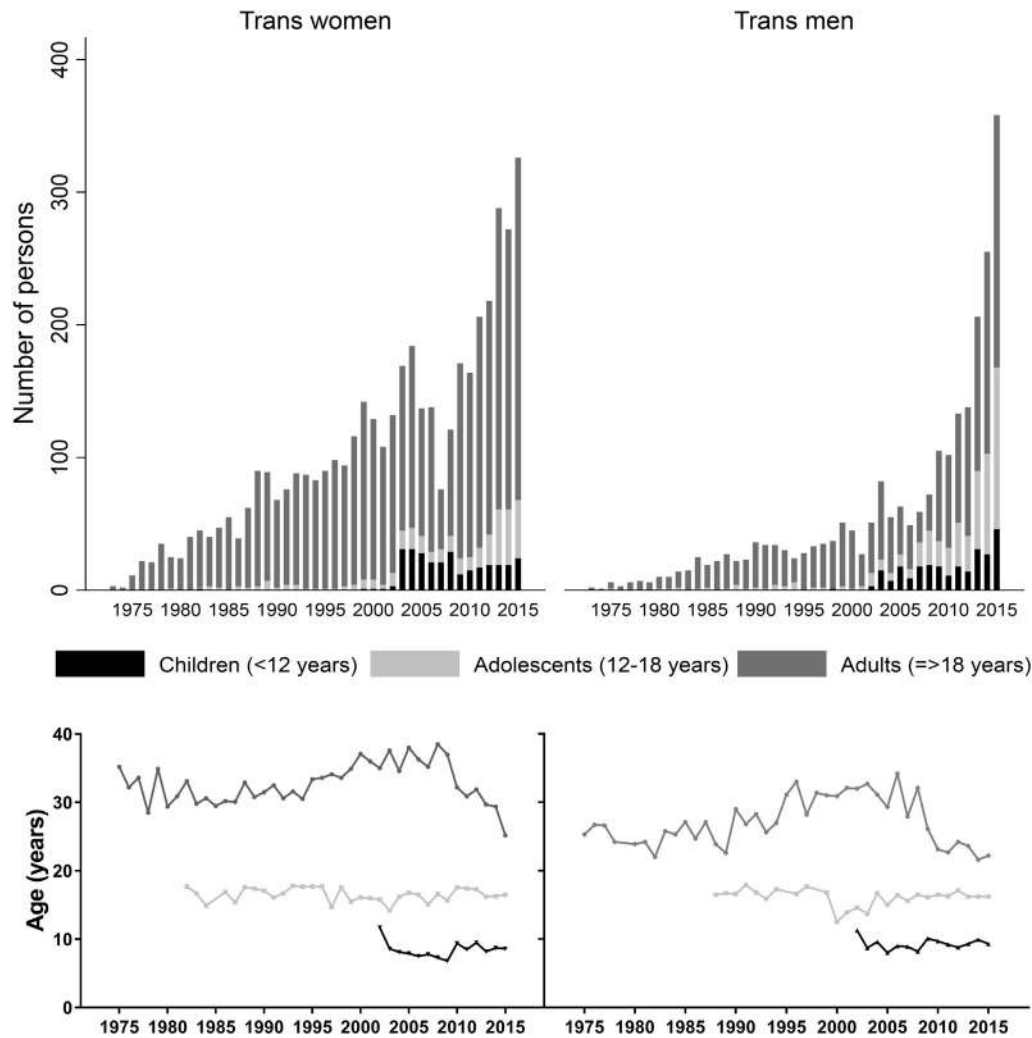 Trans women
Trans men
Number of persons
400
300
200
100
0
1975 1980 1985 1990 1995 2000 2005 2010 2015
1975 1980 1985 1990 1995 2000 2005 2010 2015
Children (<12 years) Adolescents (12-18 years) Adults (=>18 years)
Age (years)
40
30
20
10
0
1975 1980 1985 1990 1995 2000 2005 2010 2015
1975 1980 1985 1990 1995 2000 2005 2010 2015